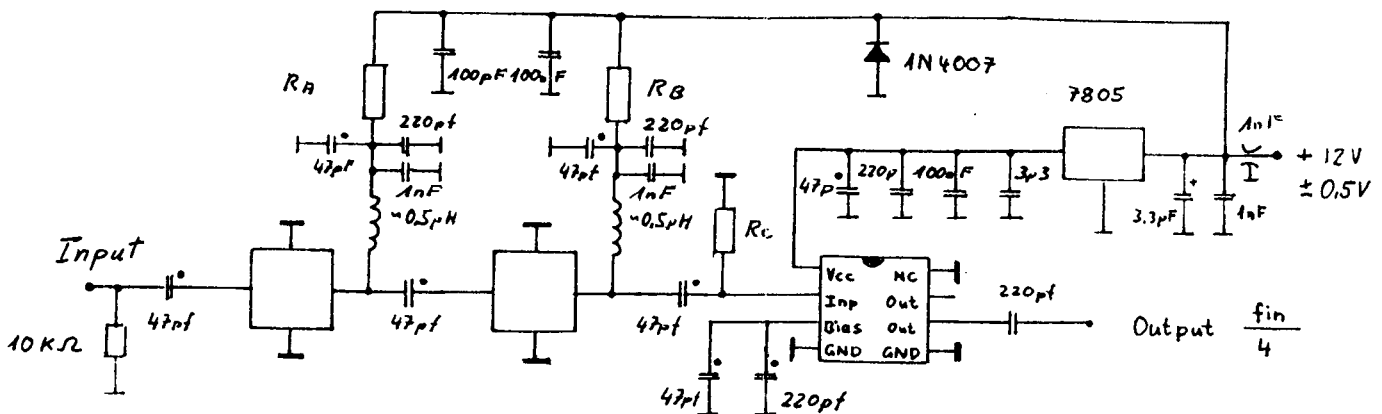 1N4007
7805
100pF
100nF
RA
RB
220pf
47pf
1nF
~0,5µH
220pf
47pf
1nF
~0,5µH
47p
220p
100nF
3µ3
1nF
+ 12V
± 0,5V
3.3µF
1nF
Input
Vcc
NC
Inp
Out
Bias
Out
GND
GND
220pf
Output fin
4
10KΩ
47pf
47pf
47pf
47pf
220pf